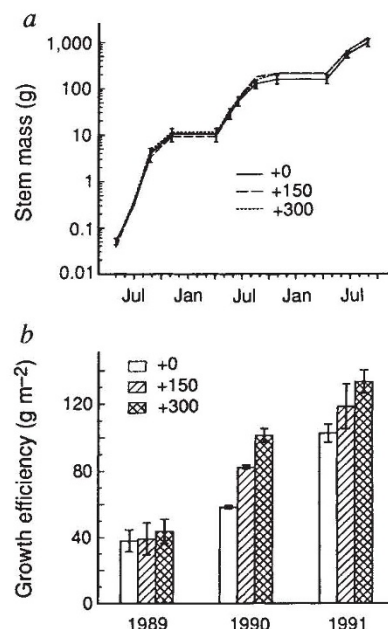 a
Stem mass (g)
1,000
100
10
1
0.1
0.01
+0
+150
+300
Jul Jan Jul Jan Jul
b
Growth efficiency (g m⁻²)
120
80
40
0
+0
+150
+300
1989 1990 1991